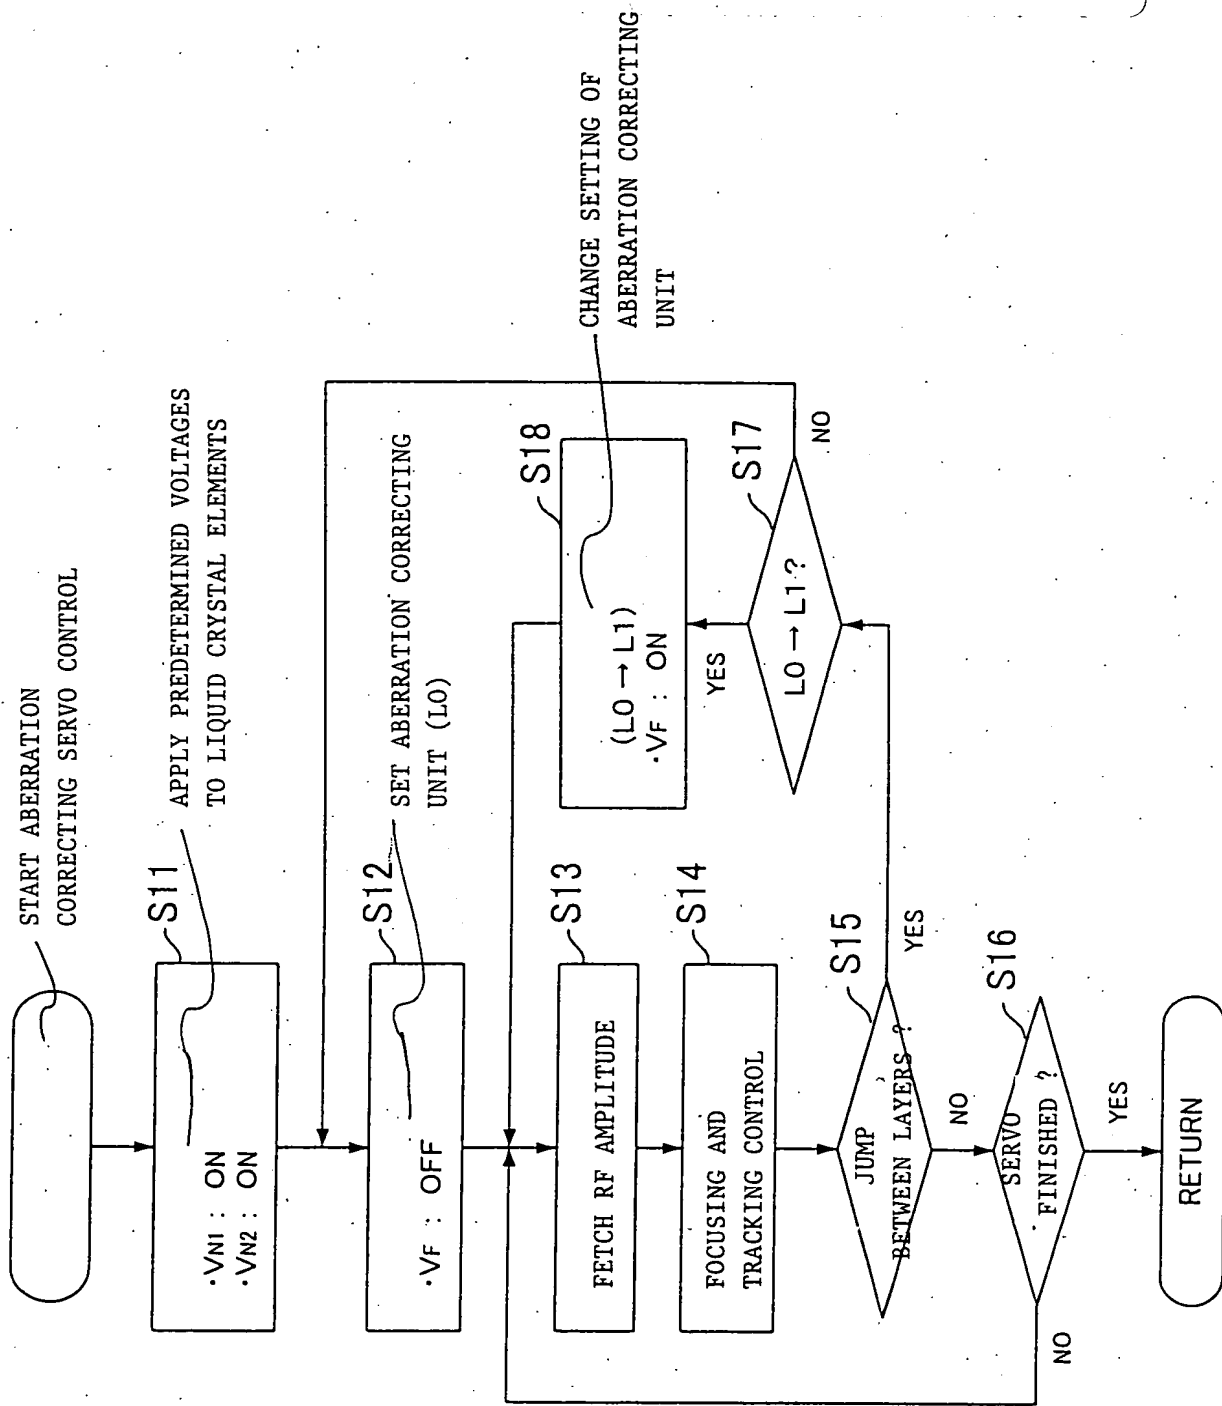 START ABERRATION
CORRECTING SERVO CONTROL
S11
APPLY PREDETERMINED VOLTAGES
TO LIQUID CRYSTAL ELEMENTS
·VN1 : ON
·VN2 : ON
S12
SET ABERRATION CORRECTING
UNIT (L0)
·VF : OFF
S13
FETCH RF AMPLITUDE
S14
FOCUSING AND
TRACKING CONTROL
S15
JUMP
BETWEEN LAYERS ?
YES
NO
S16
SERVO
FINISHED ?
NO
YES
RETURN
S17
L0 → L1 ?
NO
YES
S18
(L0 → L1)
·VF : ON
CHANGE SETTING OF
ABERRATION CORRECTING
UNIT